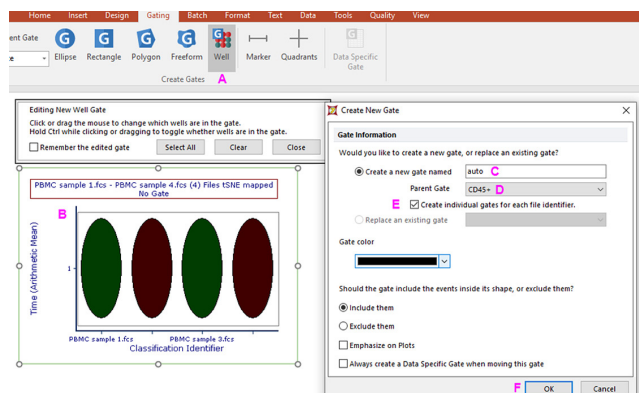 Home Insert Design Gating Batch Format Text Data Tools Quality View
ent Gate
Ellipse Rectangle Polygon Freeform Well Marker Quadrants Data Specific
Gate
A
Create Gates
Editing New Well Gate
Click or drag the mouse to change which wells are in the gate.
Hold Ctrl while clicking or dragging to toggle whether wells are in the gate.
Remember the edited gate Select All Clear Close
PBMC sample 1.fcs - PBMC sample 4.fcs (4) Files tSNE mapped
No Gate
B
Time (Arithmetic Mean)
1
PBMC sample 1.fcs PBMC sample 3.fcs
Classification Identifier
Create New Gate
Gate Information
Would you like to create a new gate, or replace an existing gate?
Create a new gate named auto C
Parent Gate CD45+ D
E Create individual gates for each file identifier.
Replace an existing gate
Gate color
Should the gate include the events inside its shape, or exclude them?
Include them
Exclude them
Emphasize on Plots
Always create a Data Specific Gate when moving this gate
F OK Cancel